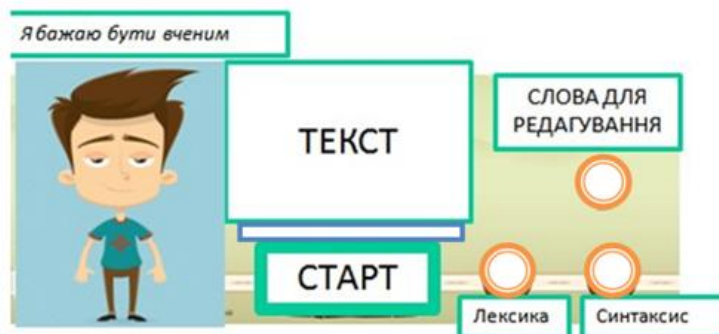 Я бажаю бути вченим
ТЕКСТ
СЛОВА ДЛЯ
РЕДАГУВАННЯ
СТАРТ
Лексика
Синтаксис